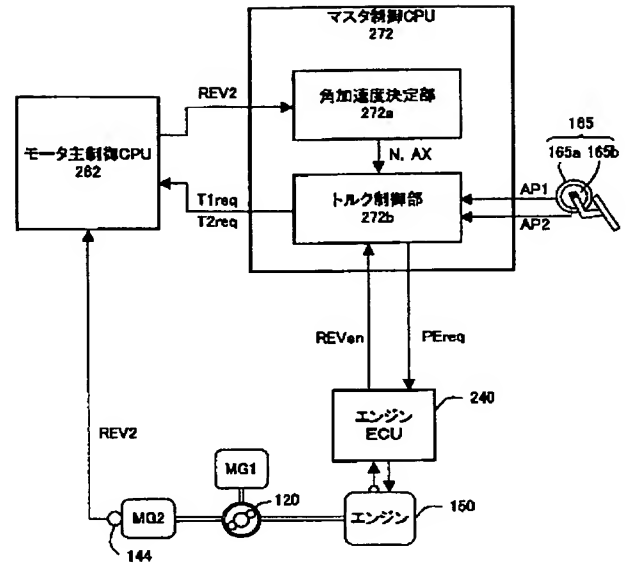 マスタ制御CPU
272
角加速度決定部
272a
REV2
モータ主制御CPU
262
N, AX
165
165a 165b
T1req
T2req
トルク制御部
272b
AP1
AP2
REVen
PEreq
240
エンジン
ECU
REV2
MG1
120
MG2
エンジン
150
144